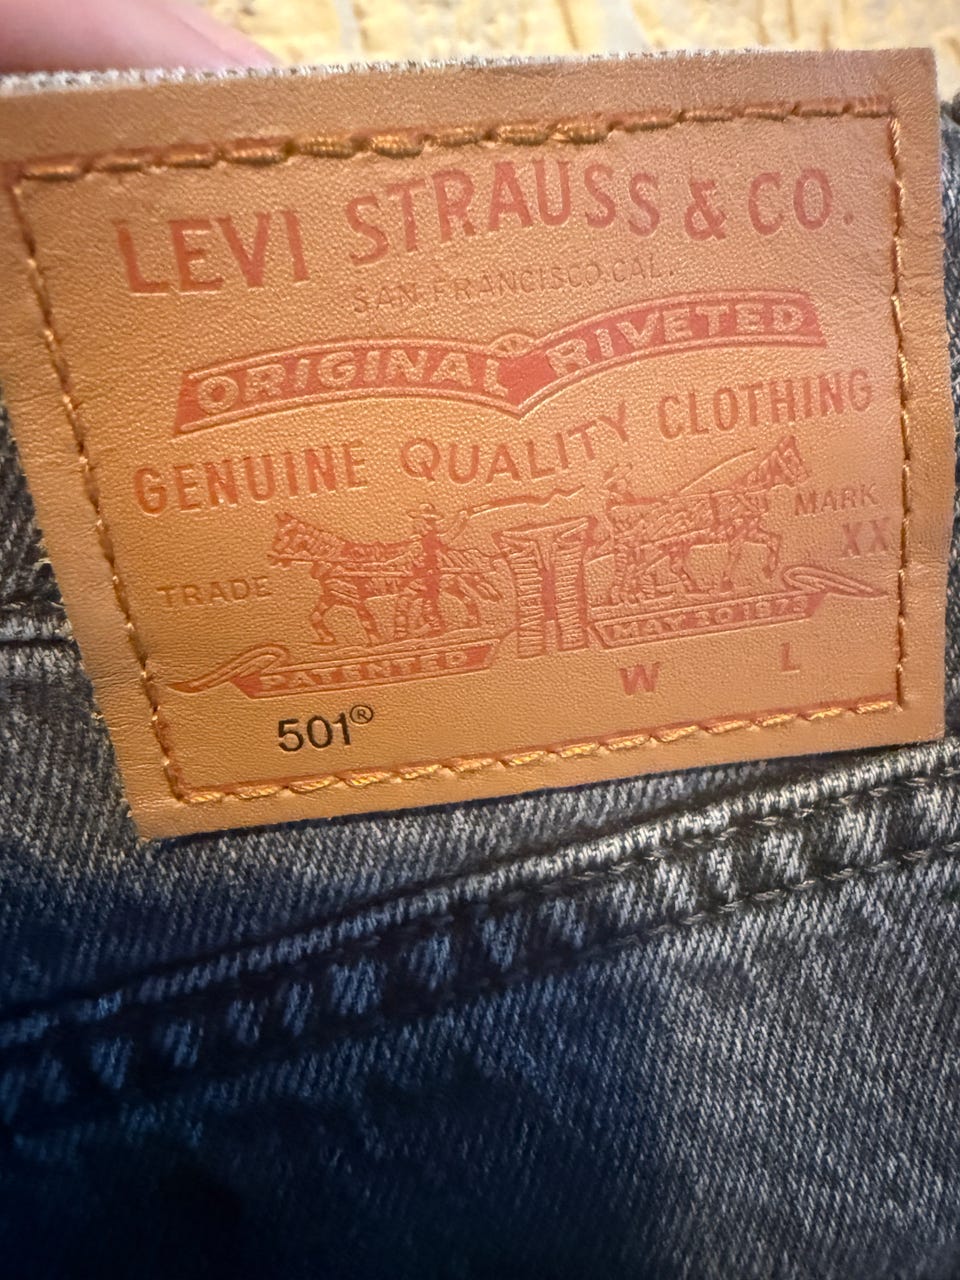 LEVI STRAUSS & CO.
SAN FRANCISCO.CAL.
ORIGINAL RIVETED
GENUINE QUALITY CLOTHING
TRADE MARK
XX
PATENTED MAY 20 1873
W L
501®